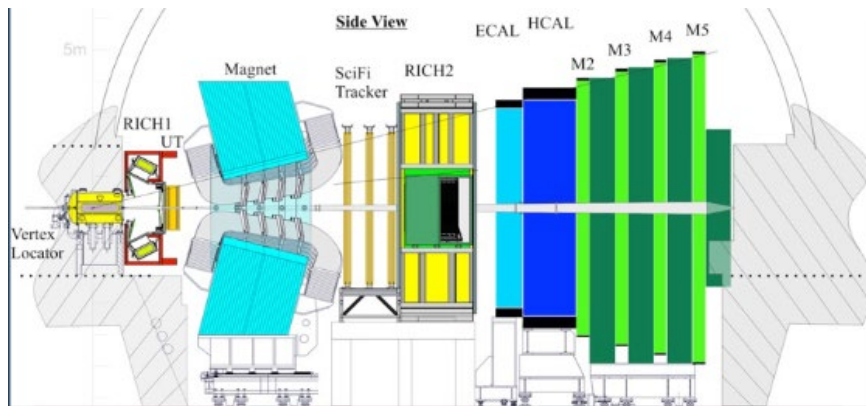 Side View
ECAL
HCAL
5m
M5
M4
M3
M2
Magnet
SciFi
Tracker
RICH2
RICH1
UT
Vertex
Locator